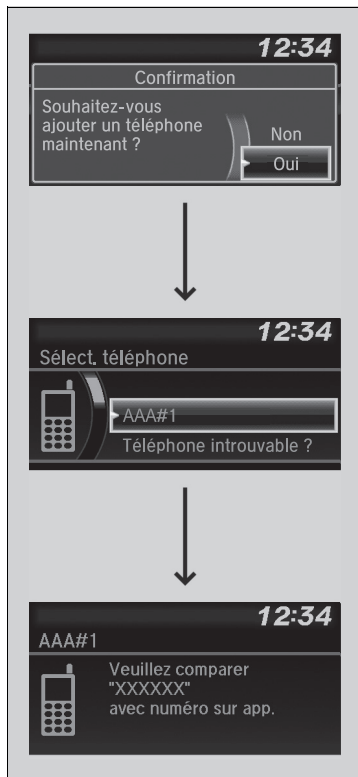 12:34
Confirmation
Souhaitez-vous
ajouter un téléphone
maintenant ?
Non
Oui
12:34
Sélect. téléphone
AAA#1
Téléphone introuvable ?
12:34
AAA#1
Veuillez comparer
"XXXXXX"
avec numéro sur app.